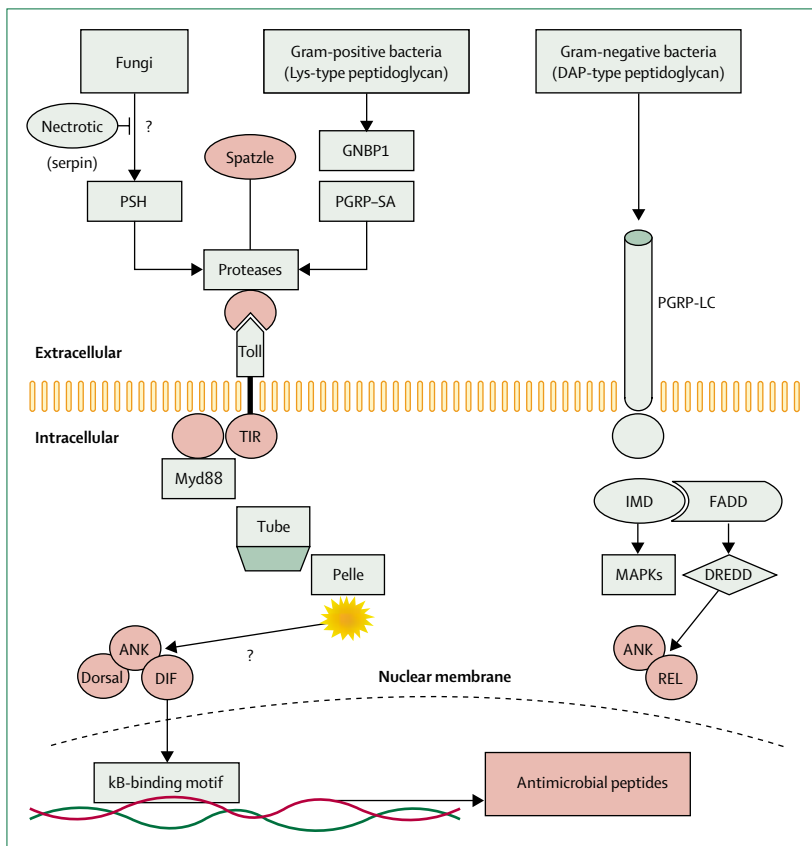 Fungi
Gram-positive bacteria
(Lys-type peptidoglycan)
Gram-negative bacteria
(DAP-type peptidoglycan)
Nectrotic
?
(serpin)
GNBP1
Spatzle
PSH
PGRP–SA
Proteases
PGRP-LC
Toll
Extracellular
Intracellular
TIR
Myd88
IMD
FADD
Tube
Pelle
MAPKs
DREDD
?
ANK
Dorsal
DIF
ANK
REL
Nuclear membrane
kB-binding motif
Antimicrobial peptides